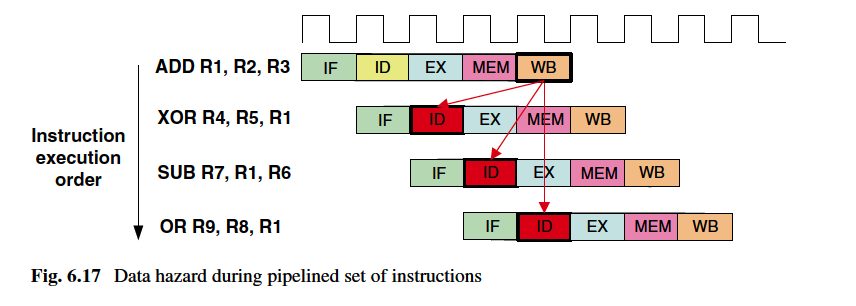 ADD R1, R2, R3 IF ID EX MEM WB
XOR R4, R5, R1 IF ID EX MEM WB
Instruction
execution
order
SUB R7, R1, R6 IF ID EX MEM WB
OR R9, R8, R1 IF ID EX MEM WB
Fig. 6.17 Data hazard during pipelined set of instructions